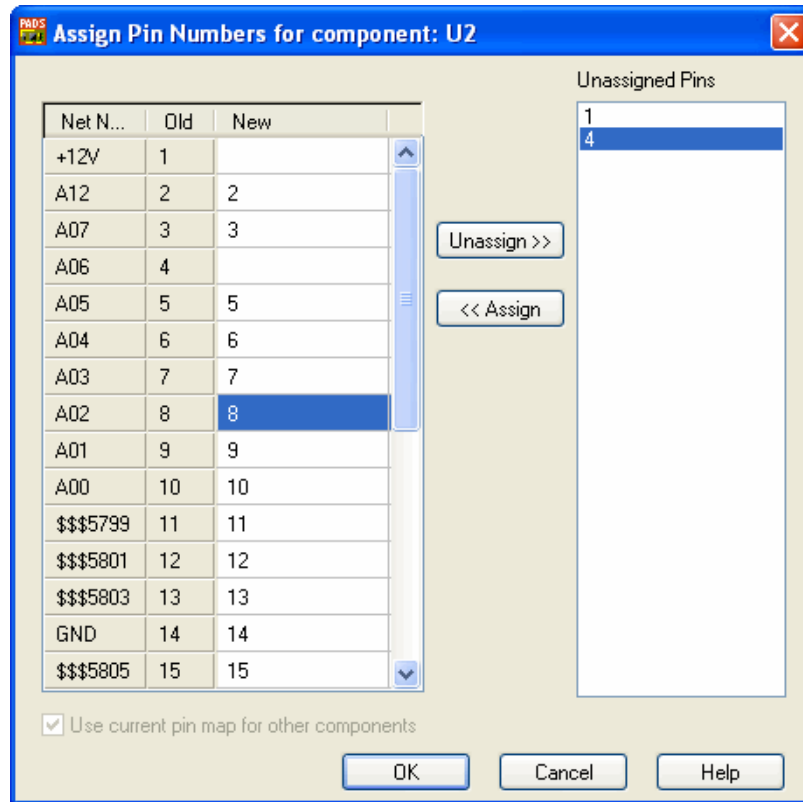 PADS Assign Pin Numbers for component: U2
Unassigned Pins
Net N... Old New
+12V 1
A12 2 2
A07 3 3
A06 4
A05 5 5
A04 6 6
A03 7 7
A02 8 8
A01 9 9
A00 10 10
$$$5799 11 11
$$$5801 12 12
$$$5803 13 13
GND 14 14
$$$5805 15 15
Unassign >>
<< Assign
1
4
Use current pin map for other components
OK Cancel Help